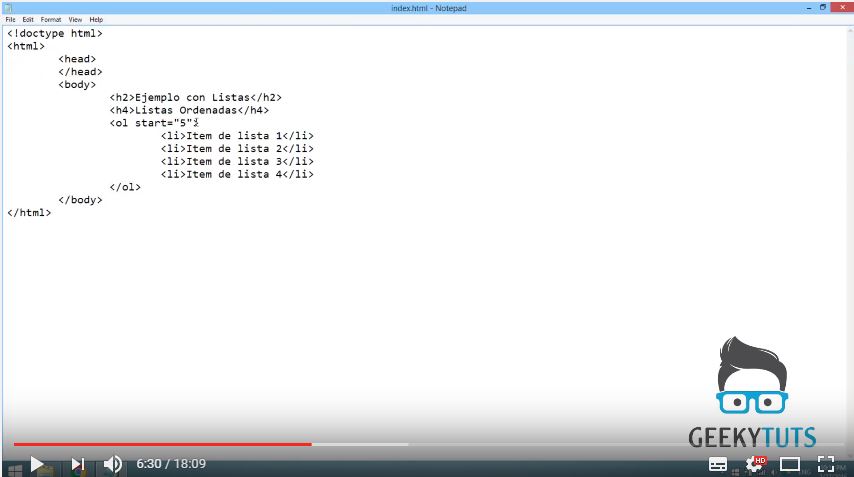 index.html - Notepad
File Edit Format View Help
<!doctype html>
<html>
<head>
</head>
<body>
<h2>Ejemplo con Listas</h2>
<h4>Listas Ordenadas</h4>
<ol start="5">
<li>Item de lista 1</li>
<li>Item de lista 2</li>
<li>Item de lista 3</li>
<li>Item de lista 4</li>
</ol>
</body>
</html>
GEEKYTUTS
6:30 / 18:09
HD